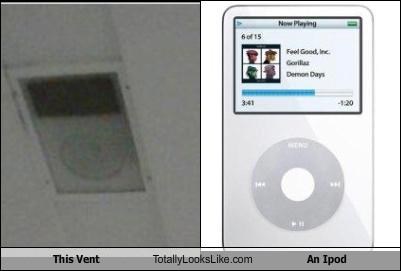 Now Playing
6 of 15
Feel Good, Inc.
Gorillaz
Demon Days
3:41 -1:20
MENU
This Vent TotallyLooksLike.com An Ipod